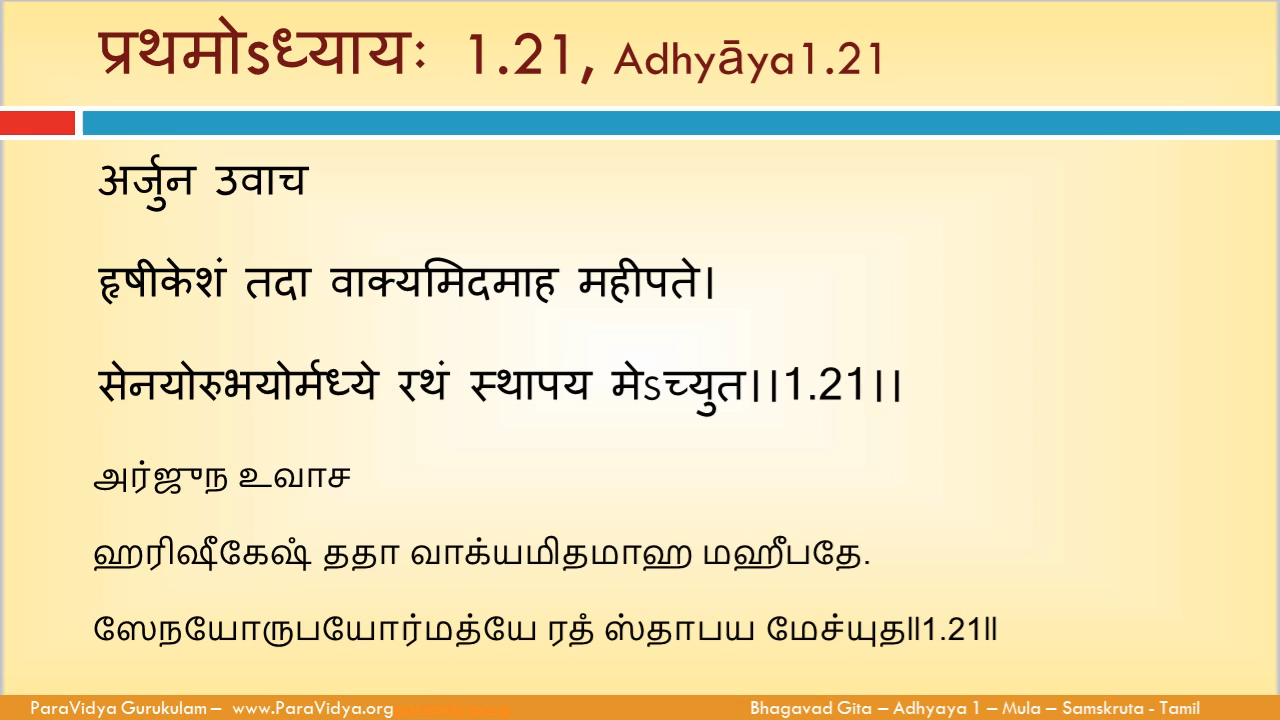 प्रथमोऽध्यायः 1.21, Adhyāya1.21
अर्जुन उवाच
हृषीकेशं तदा वाक्यमिदमाह महीपते।
सेनयोरुभयोर्मध्ये रथं स्थापय मेऽच्युत।।1.21।।
அர்ஜுந உவாச
ஹரிஷீகேஷ் ததா வாக்யமிதமாஹ மஹீபதே.
ஸேநயோருபயோர்மத்யே ரத் ஸ்தாபய மேச்யுத‖1.21‖
ParaVidya Gurukulam – www.ParaVidya.org
Bhagavad Gita – Adhyaya 1 – Mula – Samskruta - Tamil